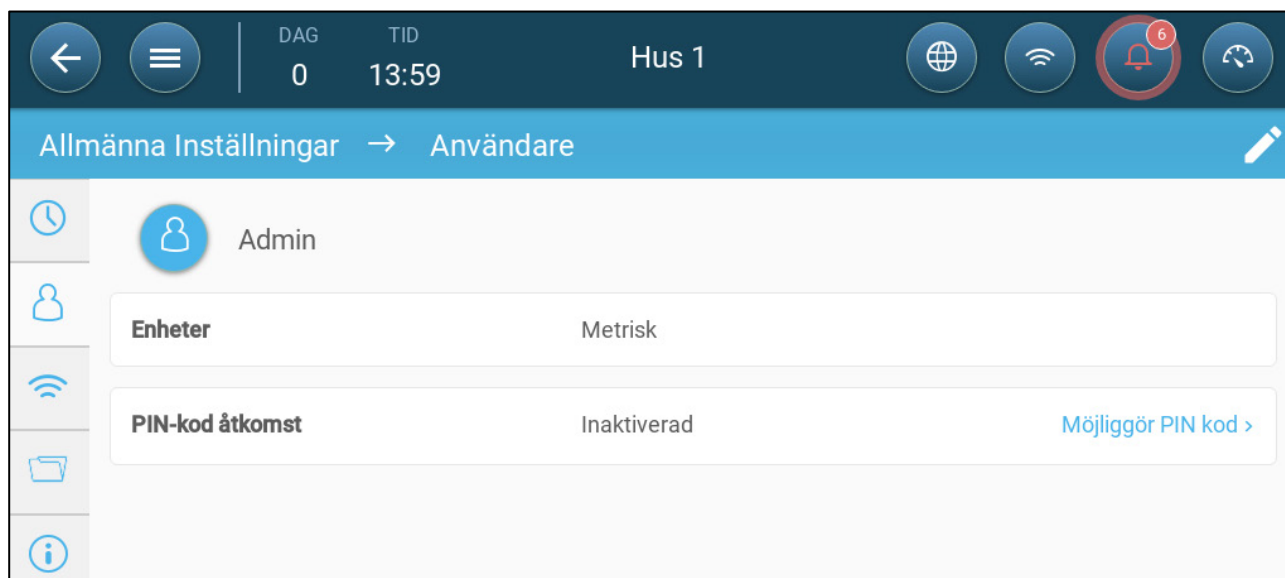 DAG TID
0 13:59
Hus 1
6
Allmänna Inställningar → Användare
Admin
Enheter Metrisk
PIN-kod åtkomst Inaktiverad Möjliggör PIN kod >